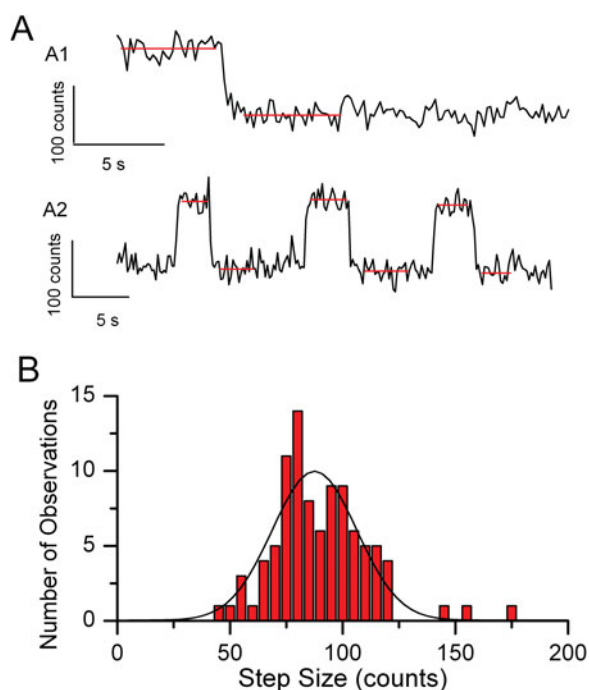 A
A1
100 counts
5 s
A2
100 counts
5 s
B
Number of Observations
15
10
5
0
0
50
100
150
200
Step Size (counts)